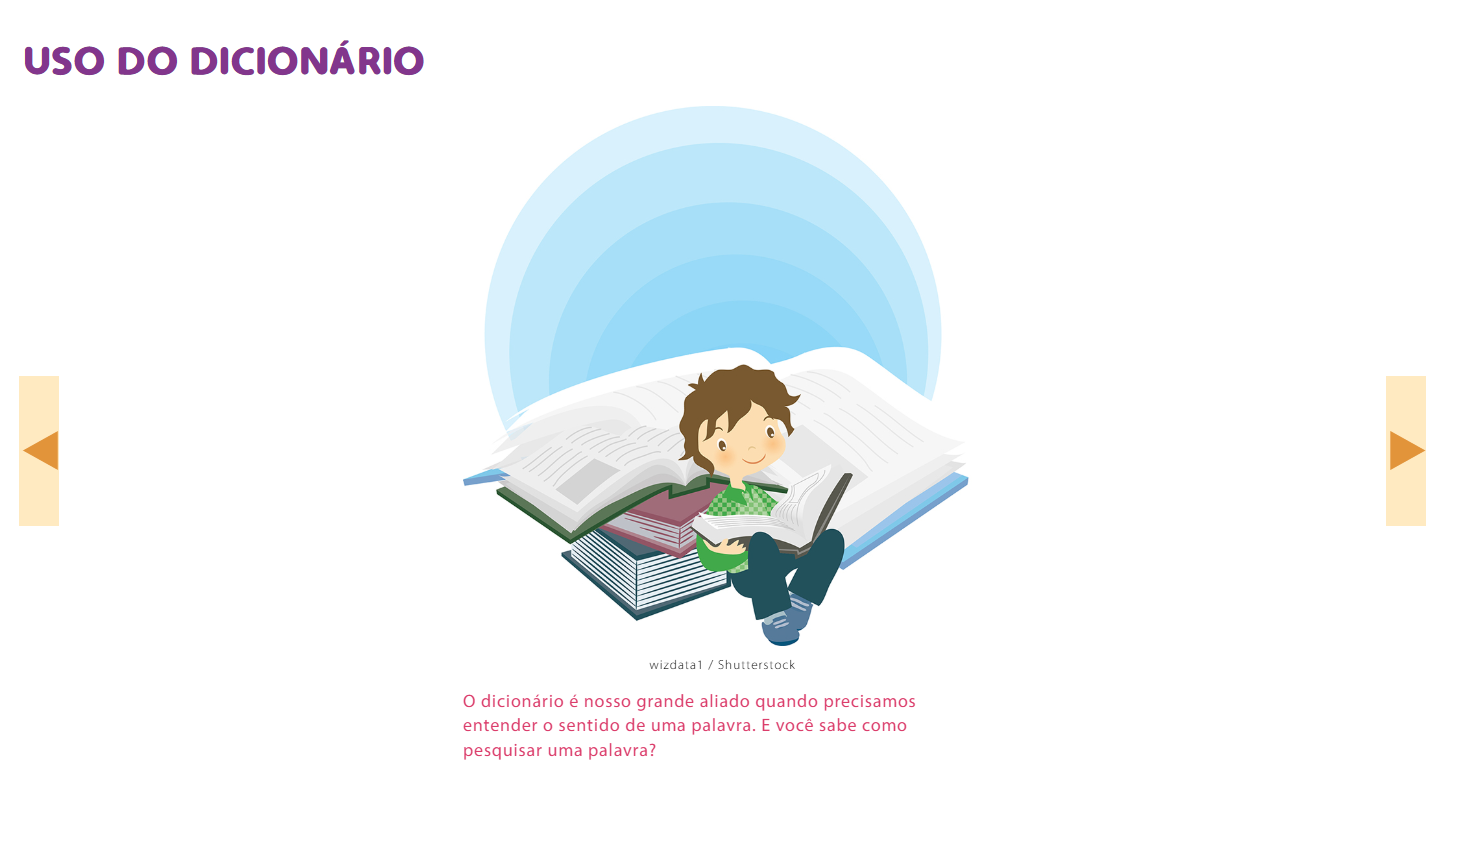 USO DO DICIONÁRIO
wizdata1 / Shutterstock
O dicionário é nosso grande aliado quando precisamos
entender o sentido de uma palavra. E você sabe como
pesquisar uma palavra?